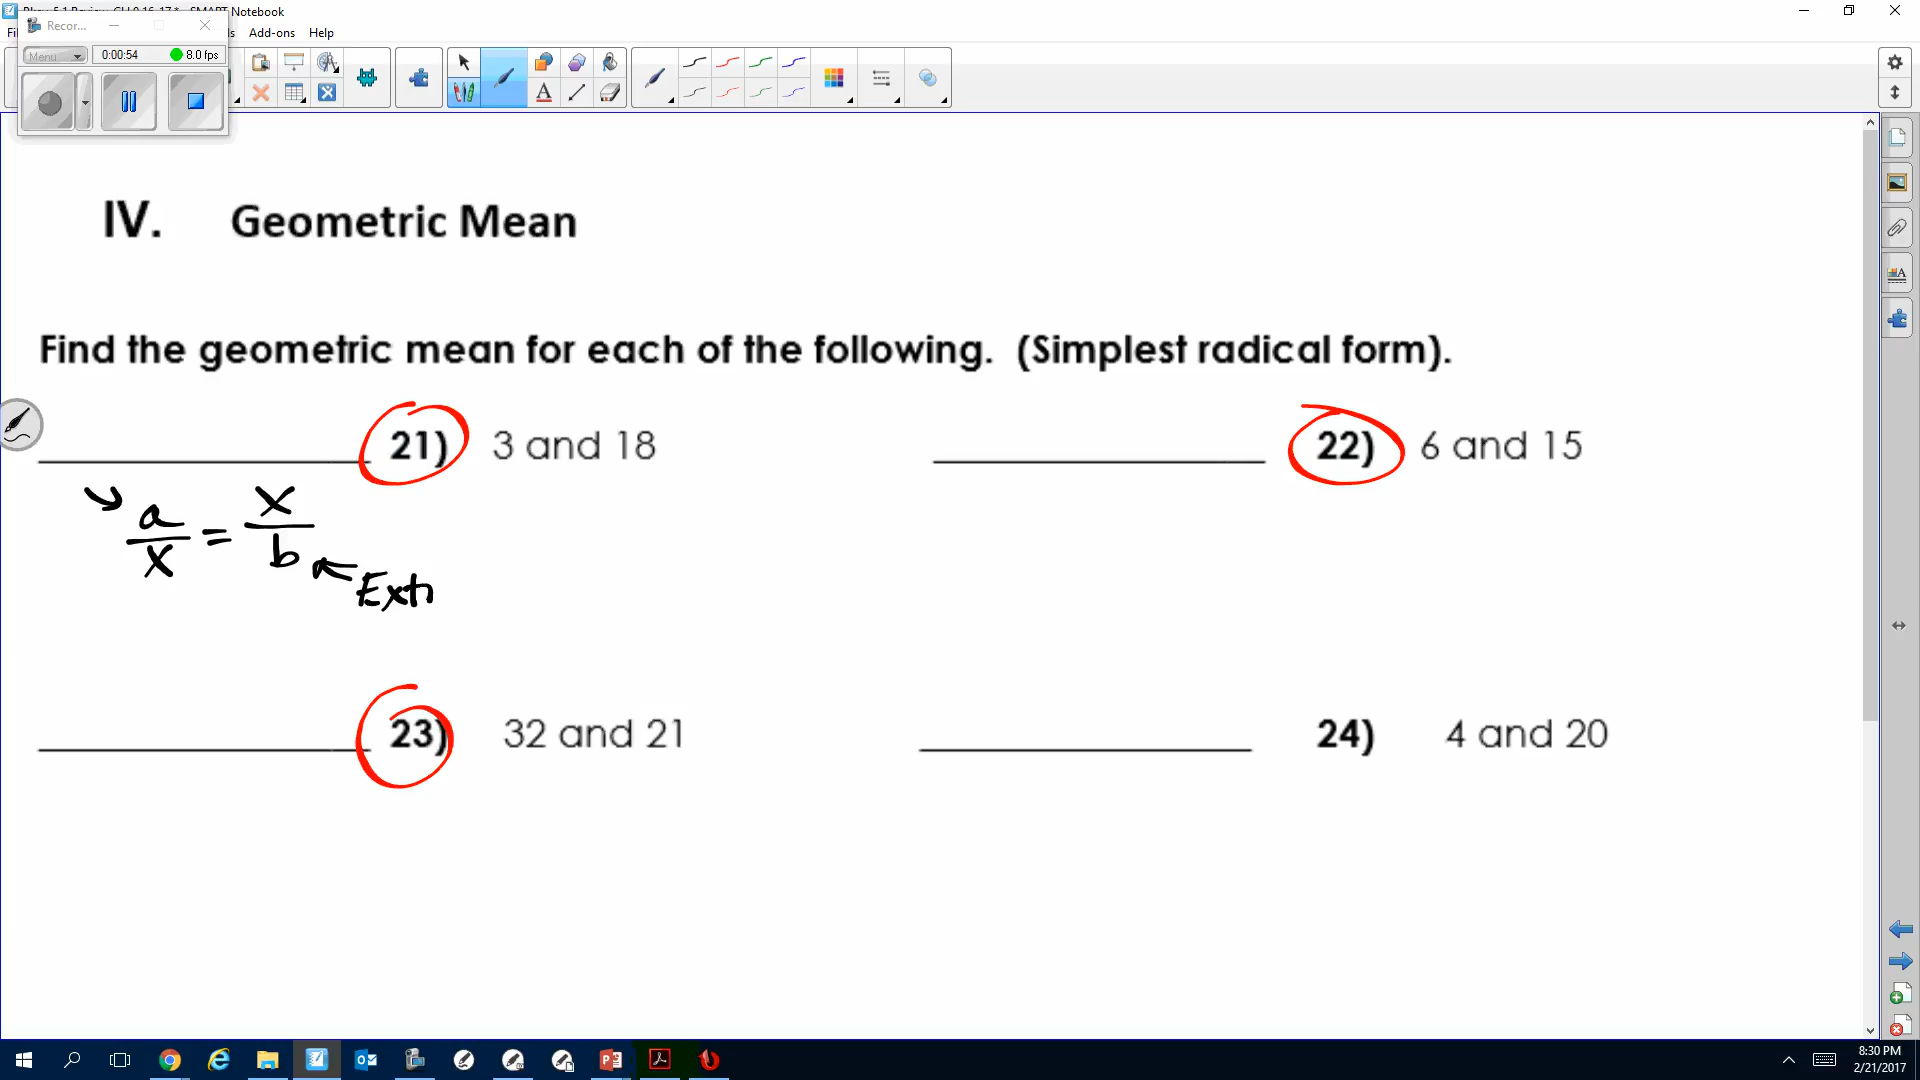 SMART Notebook
Recor...
Add-ons Help
Menu 0:00:54 8.0 fps
IV. Geometric Mean
Find the geometric mean for each of the following. (Simplest radical form).
21) 3 and 18
22) 6 and 15
a/x = x/b
Ext
23) 32 and 21
24) 4 and 20
8:30 PM
2/21/2017